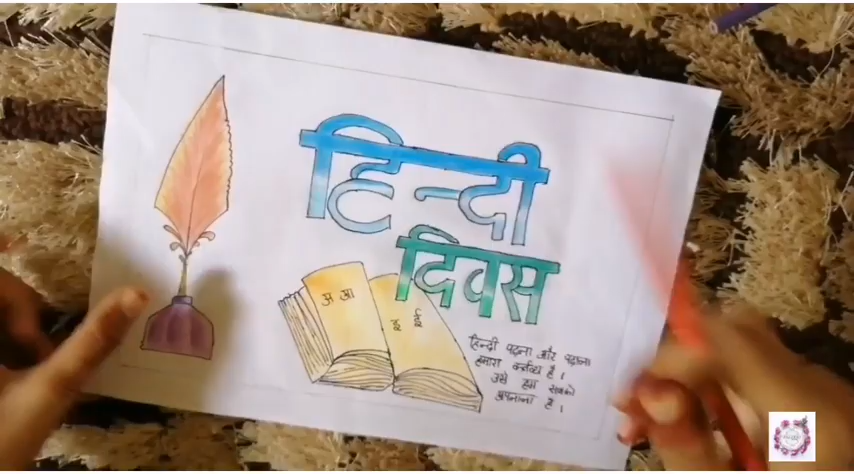 हिन्दी
दिवस
अ आ
इ ई
हिन्दी पढ़ना और पढ़ाना
हमारा कर्तव्य है।
उसे हम सबको
अपनाना है।